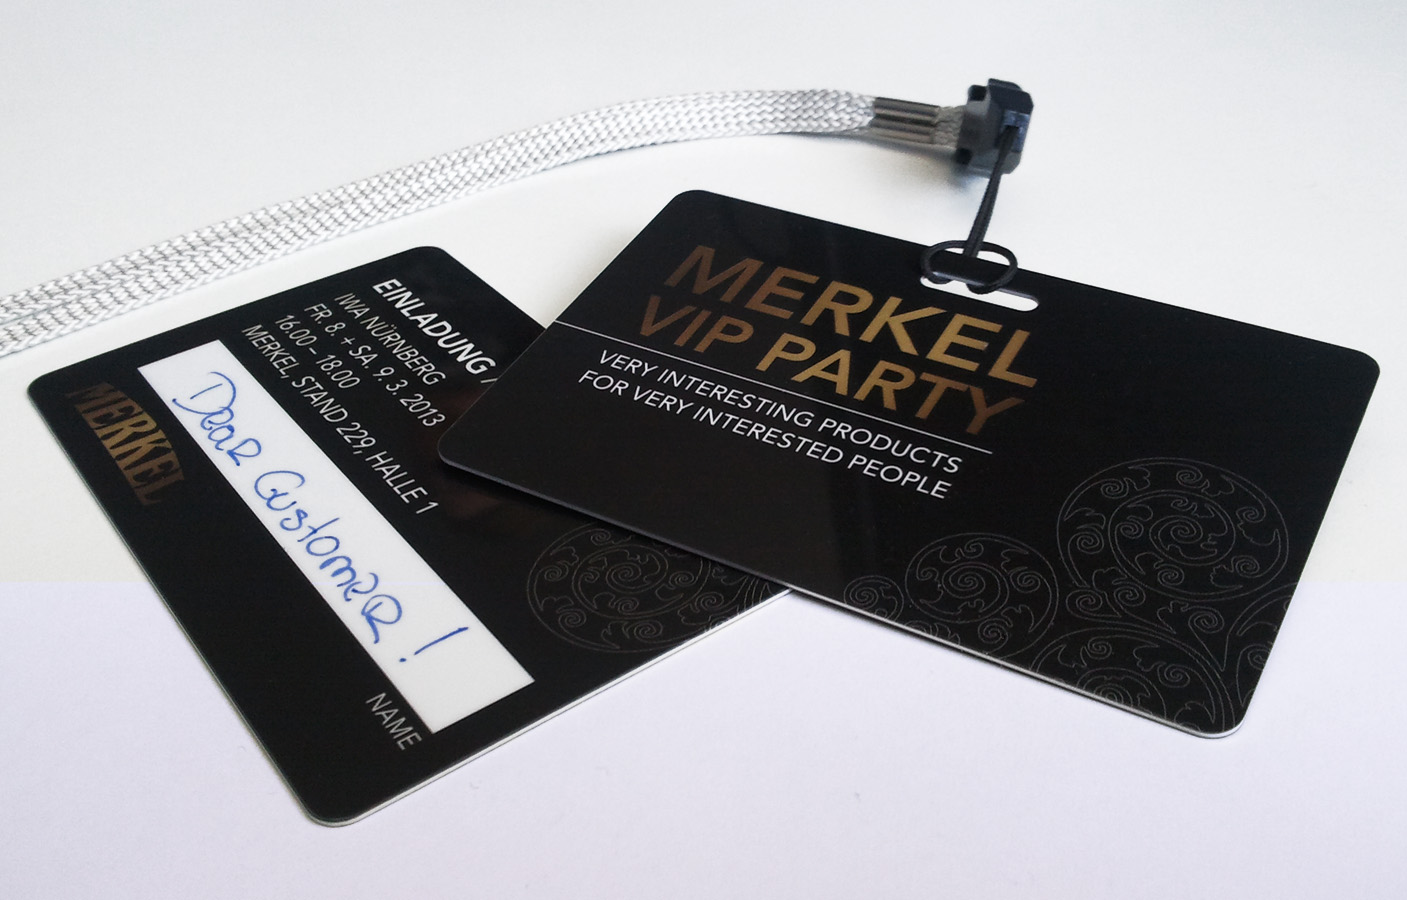 EINLADUNG
IWA NÜRNBERG
FR. 8. + SA. 9.3. 2013
16.00 – 18.00
MERKEL, STAND 229, HALLE 1
DEAR CUSTOMER!
NAME
MERKEL
MERKEL
VIP PARTY
VERY INTERESTING PRODUCTS
FOR VERY INTERESTED PEOPLE